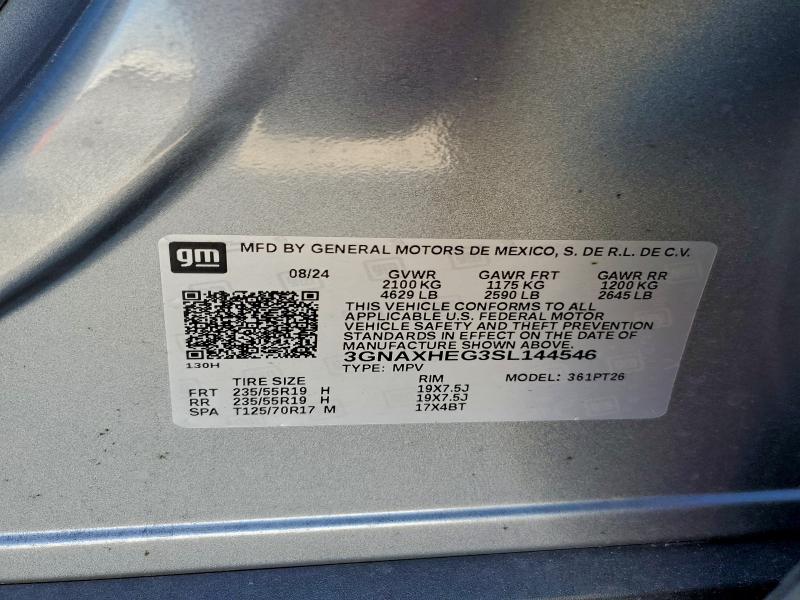 gm
MFD BY GENERAL MOTORS DE MEXICO, S. DE R.L. DE C.V.
08/24 GVWR GAWR FRT GAWR RR
2100 KG 1175 KG 1200 KG
4629 LB 2590 LB 2645 LB
THIS VEHICLE CONFORMS TO ALL
APPLICABLE U.S. FEDERAL MOTOR
VEHICLE SAFETY AND THEFT PREVENTION
STANDARDS IN EFFECT ON THE DATE OF
MANUFACTURE SHOWN ABOVE.
3GNAXHEG3SL144546
130H
TYPE: MPV MODEL: 361PT26
TIRE SIZE RIM
FRT 235/55R19 H 19X7.5J
RR 235/55R19 H 19X7.5J
SPA T125/70R17 M 17X4BT